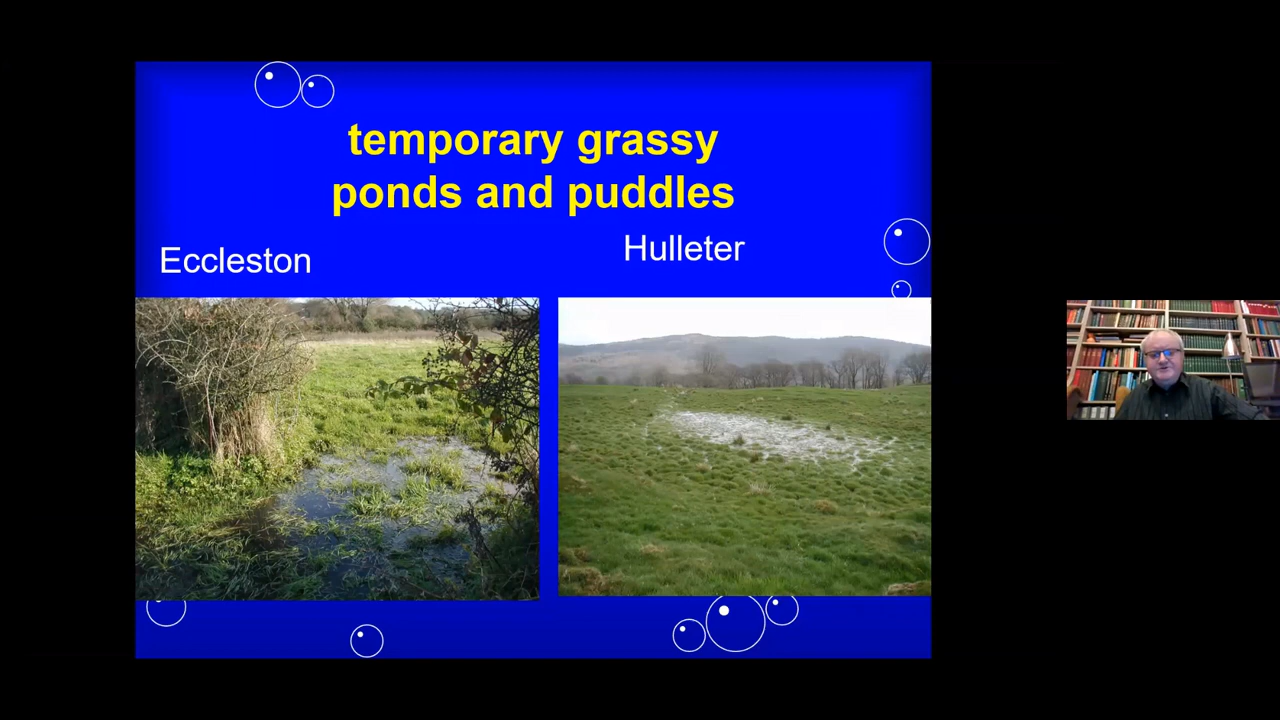 temporary grassy
ponds and puddles
Eccleston
Hulleter